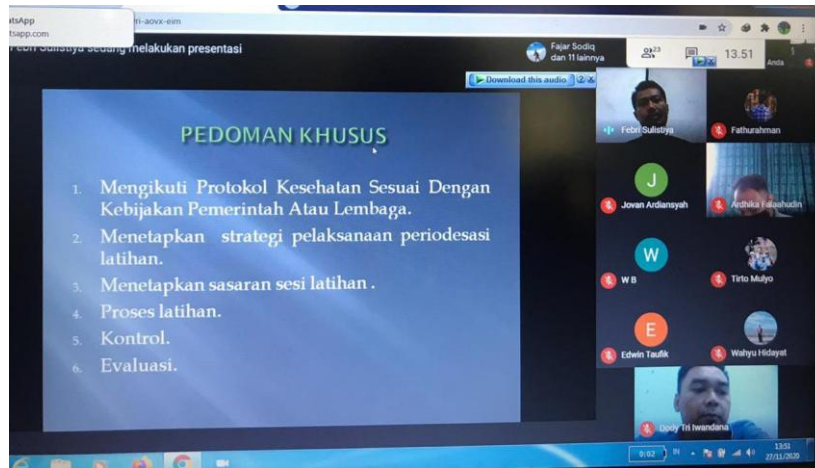 atsApp
tsapp.com
ri-aovx-eim
Febri Sulistiya sedang melakukan presentasi
Fajar Sodiq
dan 11 lainnya
23
13.51
1
Anda
Download this audio
PEDOMAN KHUSUS
1. Mengikuti Protokol Kesehatan Sesuai Dengan
Kebijakan Pemerintah Atau Lembaga.
2. Menetapkan strategi pelaksanaan periodesasi
latihan.
3. Menetapkan sasaran sesi latihan .
4. Proses latihan.
5. Kontrol.
6. Evaluasi.
Febri Sulistiya
Fathurahman
J
Jovan Ardiansyah
Ardhika Falaahudin
W
W B
Tirto Mulyo
E
Edwin Taufik
Wahyu Hidayat
Dody Tri Iwandana
0:02
IN
13:51
27/11/2020